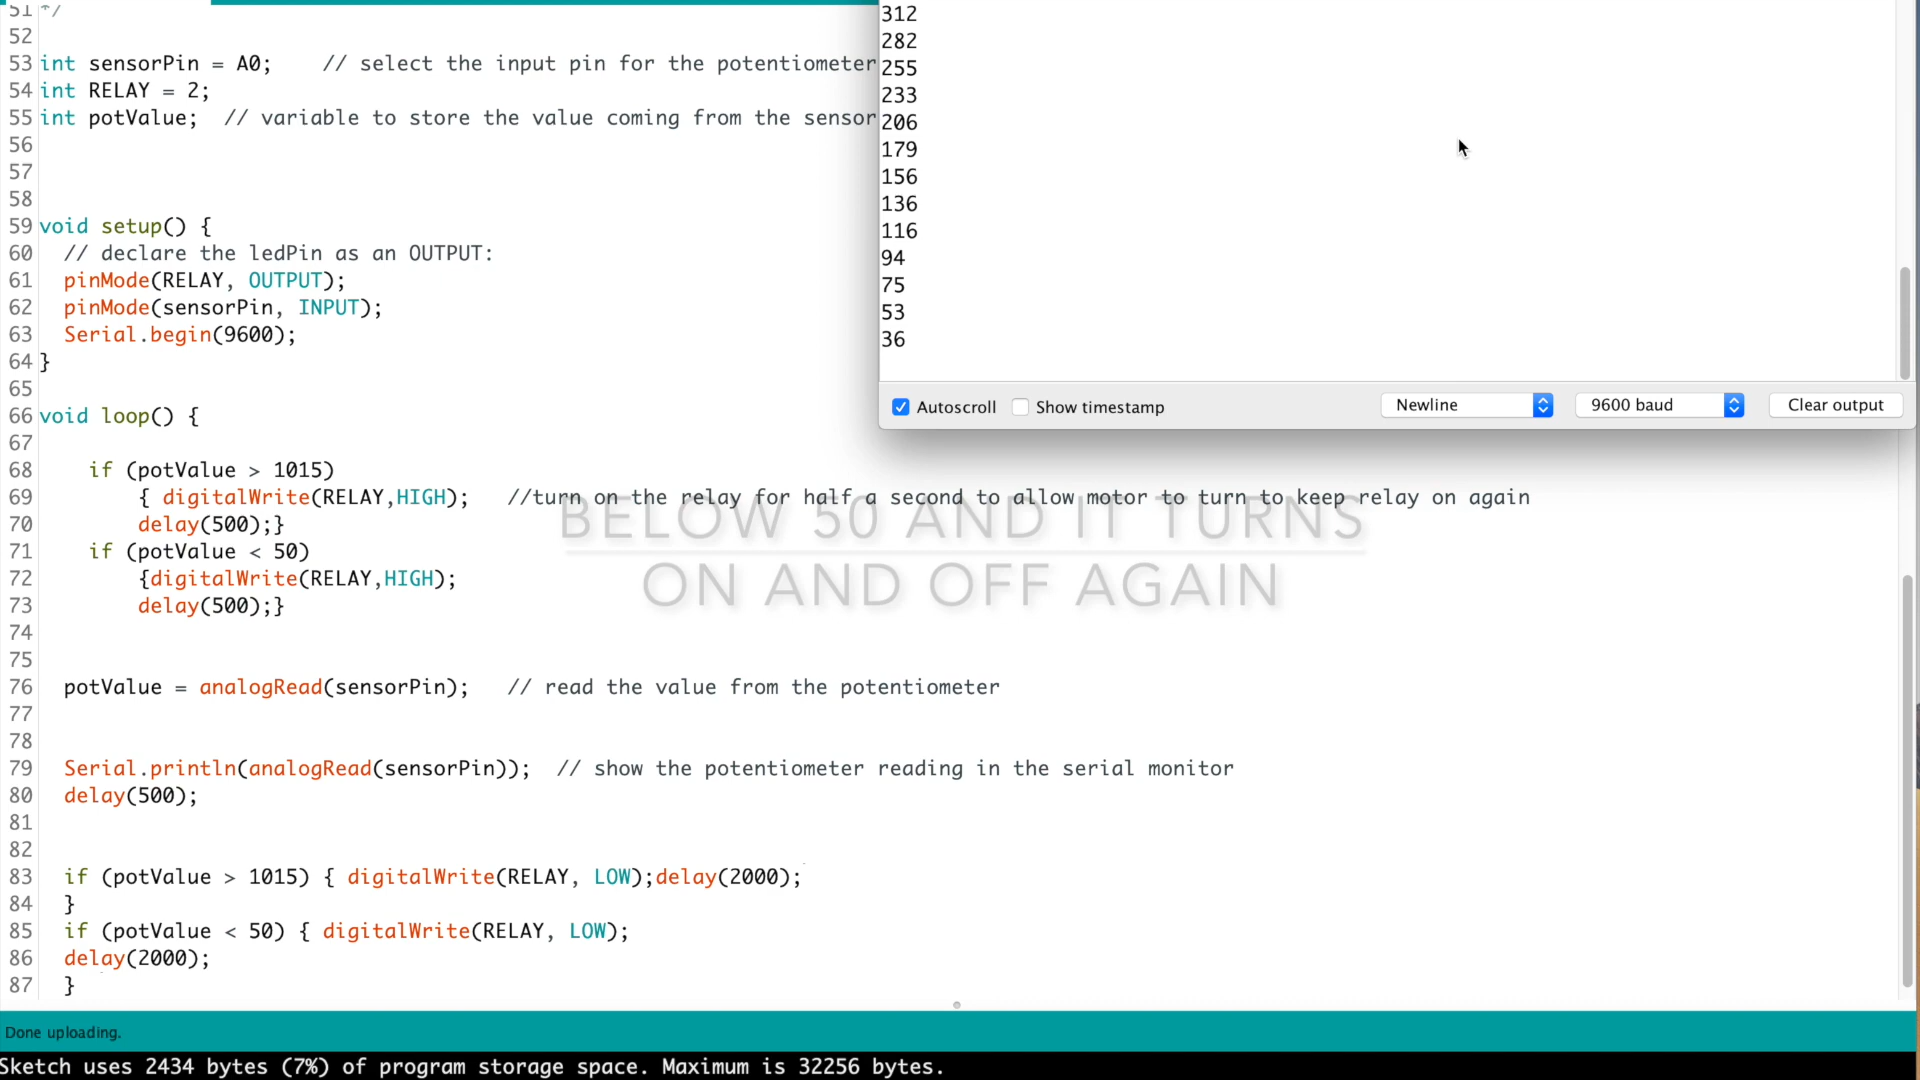 51 */
52
53 int sensorPin = A0;    // select the input pin for the potentiometer
54 int RELAY = 2;
55 int potValue;  // variable to store the value coming from the sensor
56
57
58
59 void setup() {
60   // declare the ledPin as an OUTPUT:
61   pinMode(RELAY, OUTPUT);
62   pinMode(sensorPin, INPUT);
63   Serial.begin(9600);
64 }
65
66 void loop() {
67
68     if (potValue > 1015)
69         { digitalWrite(RELAY,HIGH);   //turn on the relay for half a second to allow motor to turn to keep relay on again
70         delay(500);}
71     if (potValue < 50)
72         {digitalWrite(RELAY,HIGH);
73         delay(500);}
74
75
76   potValue = analogRead(sensorPin);   // read the value from the potentiometer
77
78
79   Serial.println(analogRead(sensorPin));  // show the potentiometer reading in the serial monitor
80   delay(500);
81
82
83   if (potValue > 1015) { digitalWrite(RELAY, LOW);delay(2000);
84   }
85   if (potValue < 50) { digitalWrite(RELAY, LOW);
86   delay(2000);
87   }
312
282
255
233
206
179
156
136
116
94
75
53
36
Autoscroll Show timestamp Newline 9600 baud Clear output
BELOW 50 AND IT TURNS
ON AND OFF AGAIN
Done uploading.
Sketch uses 2434 bytes (7%) of program storage space. Maximum is 32256 bytes.